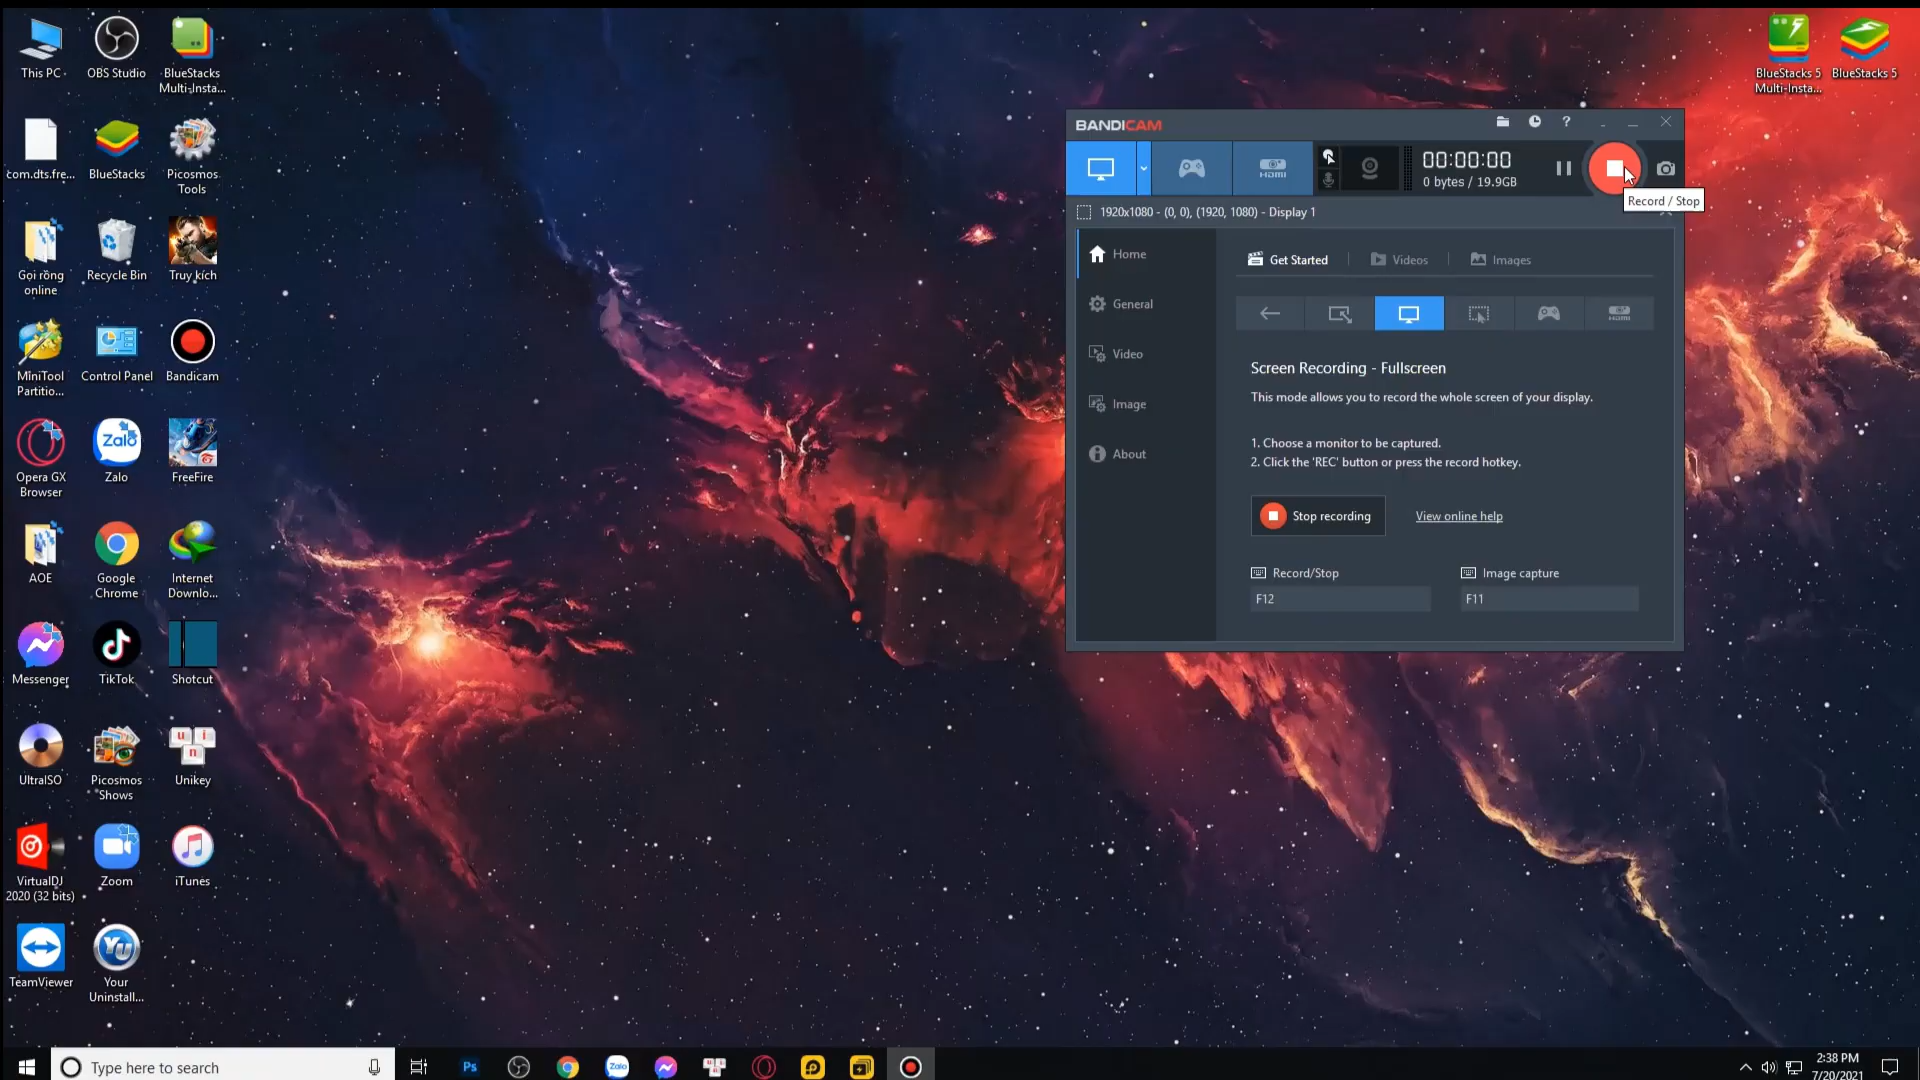 This PC
OBS Studio
BlueStacks
Multi-Insta...
com.dts.fre...
BlueStacks
Picosmos
Tools
Gọi rồng
online
Recycle Bin
Truy kích
MiniTool
Partitio...
Control Panel
Bandicam
Opera GX
Browser
Zalo
Zalo
FreeFire
AOE
Google
Chrome
Internet
Downlo...
Messenger
TikTok
Shotcut
UltraISO
Picosmos
Shows
u i
n
Unikey
VirtualDJ
2020 (32 bits)
Zoom
iTunes
TeamViewer
Yu
Your
Uninstall...
BlueStacks 5
Multi-Insta...
BlueStacks 5
BANDICAM
?
HDMI
00:00:00
0 bytes / 19.9GB
Record / Stop
1920x1080 - (0, 0), (1920, 1080) - Display 1
Home
General
Video
Image
About
Get Started
Videos
Images
HDMI
Screen Recording - Fullscreen
This mode allows you to record the whole screen of your display.
1. Choose a monitor to be captured.
2. Click the 'REC' button or press the record hotkey.
Stop recording
View online help
Record/Stop
F12
Image capture
F11
Type here to search
Ps
Zalo
2:38 PM
7/20/2021